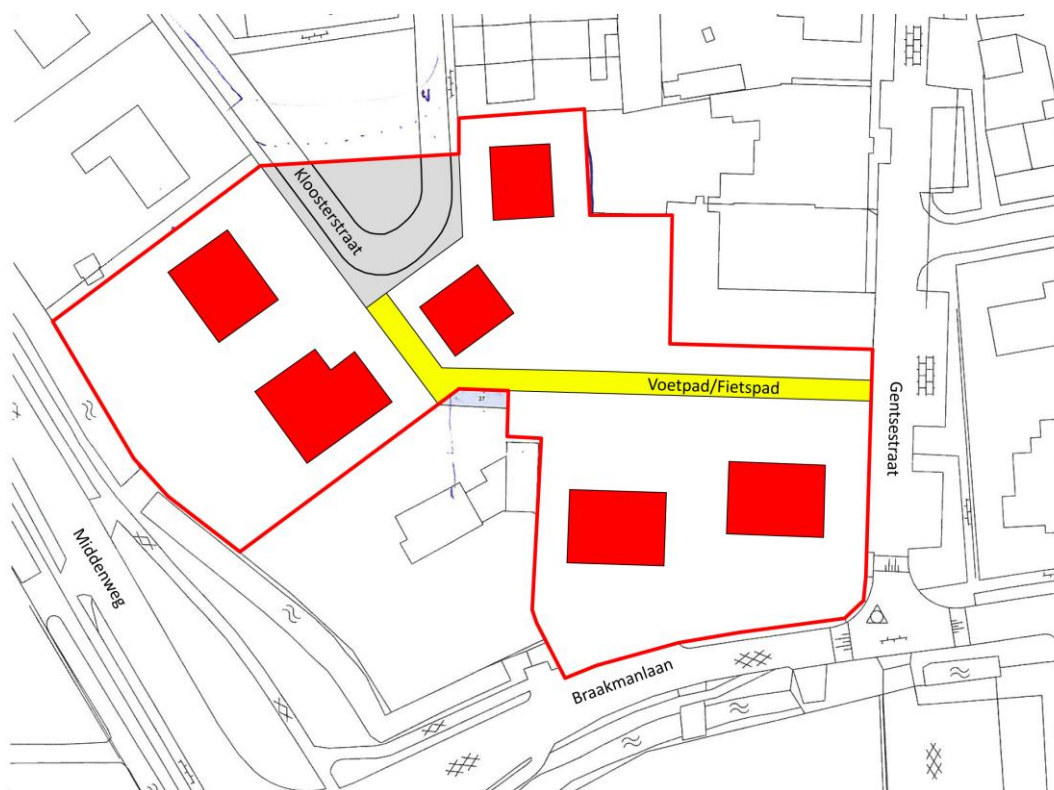 Kloosterstraat
Voetpad/Fietspad
27
Gentsestraat
Middenweg
Braakmanlaan